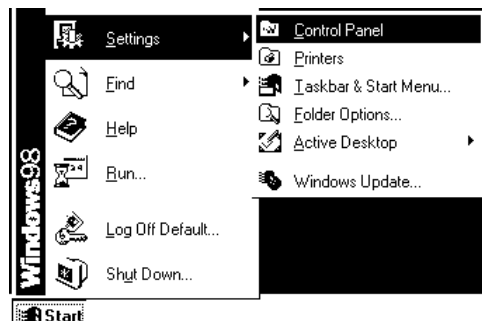 Settings
Find
Help
Run...
Log Off Default...
Shut Down...
Windows98
Start
Control Panel
Printers
Taskbar & Start Menu...
Folder Options...
Active Desktop
Windows Update...